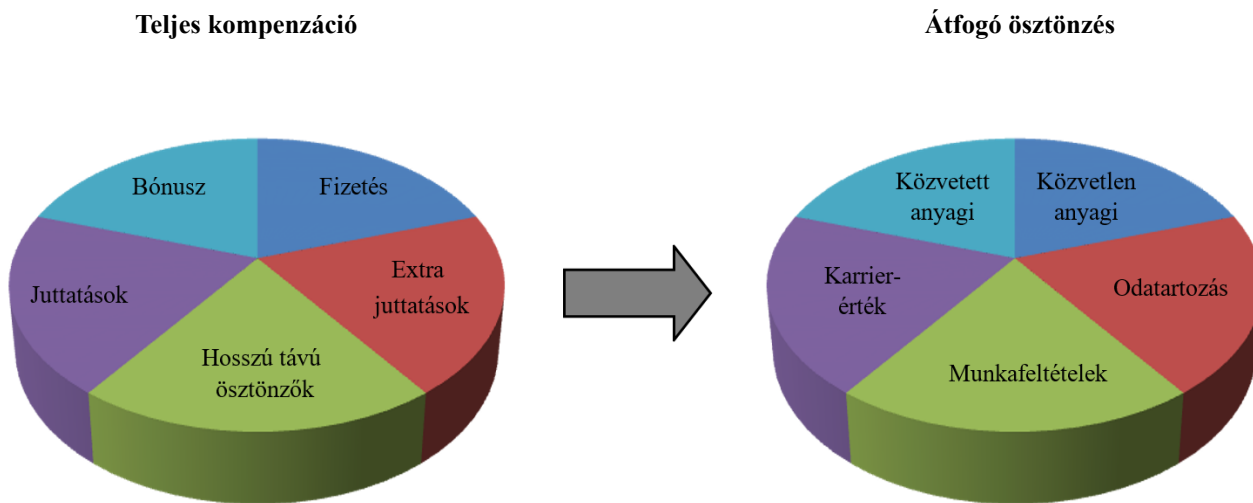 Teljes kompenzáció
Bónusz
Fizetés
Extra
juttatások
Hosszú távú
ösztönzők
Juttatások
Átfogó ösztönzés
Közvetett
anyagi
Közvetlen
anyagi
Odatartozás
Munkafeltételek
Karrier-
érték